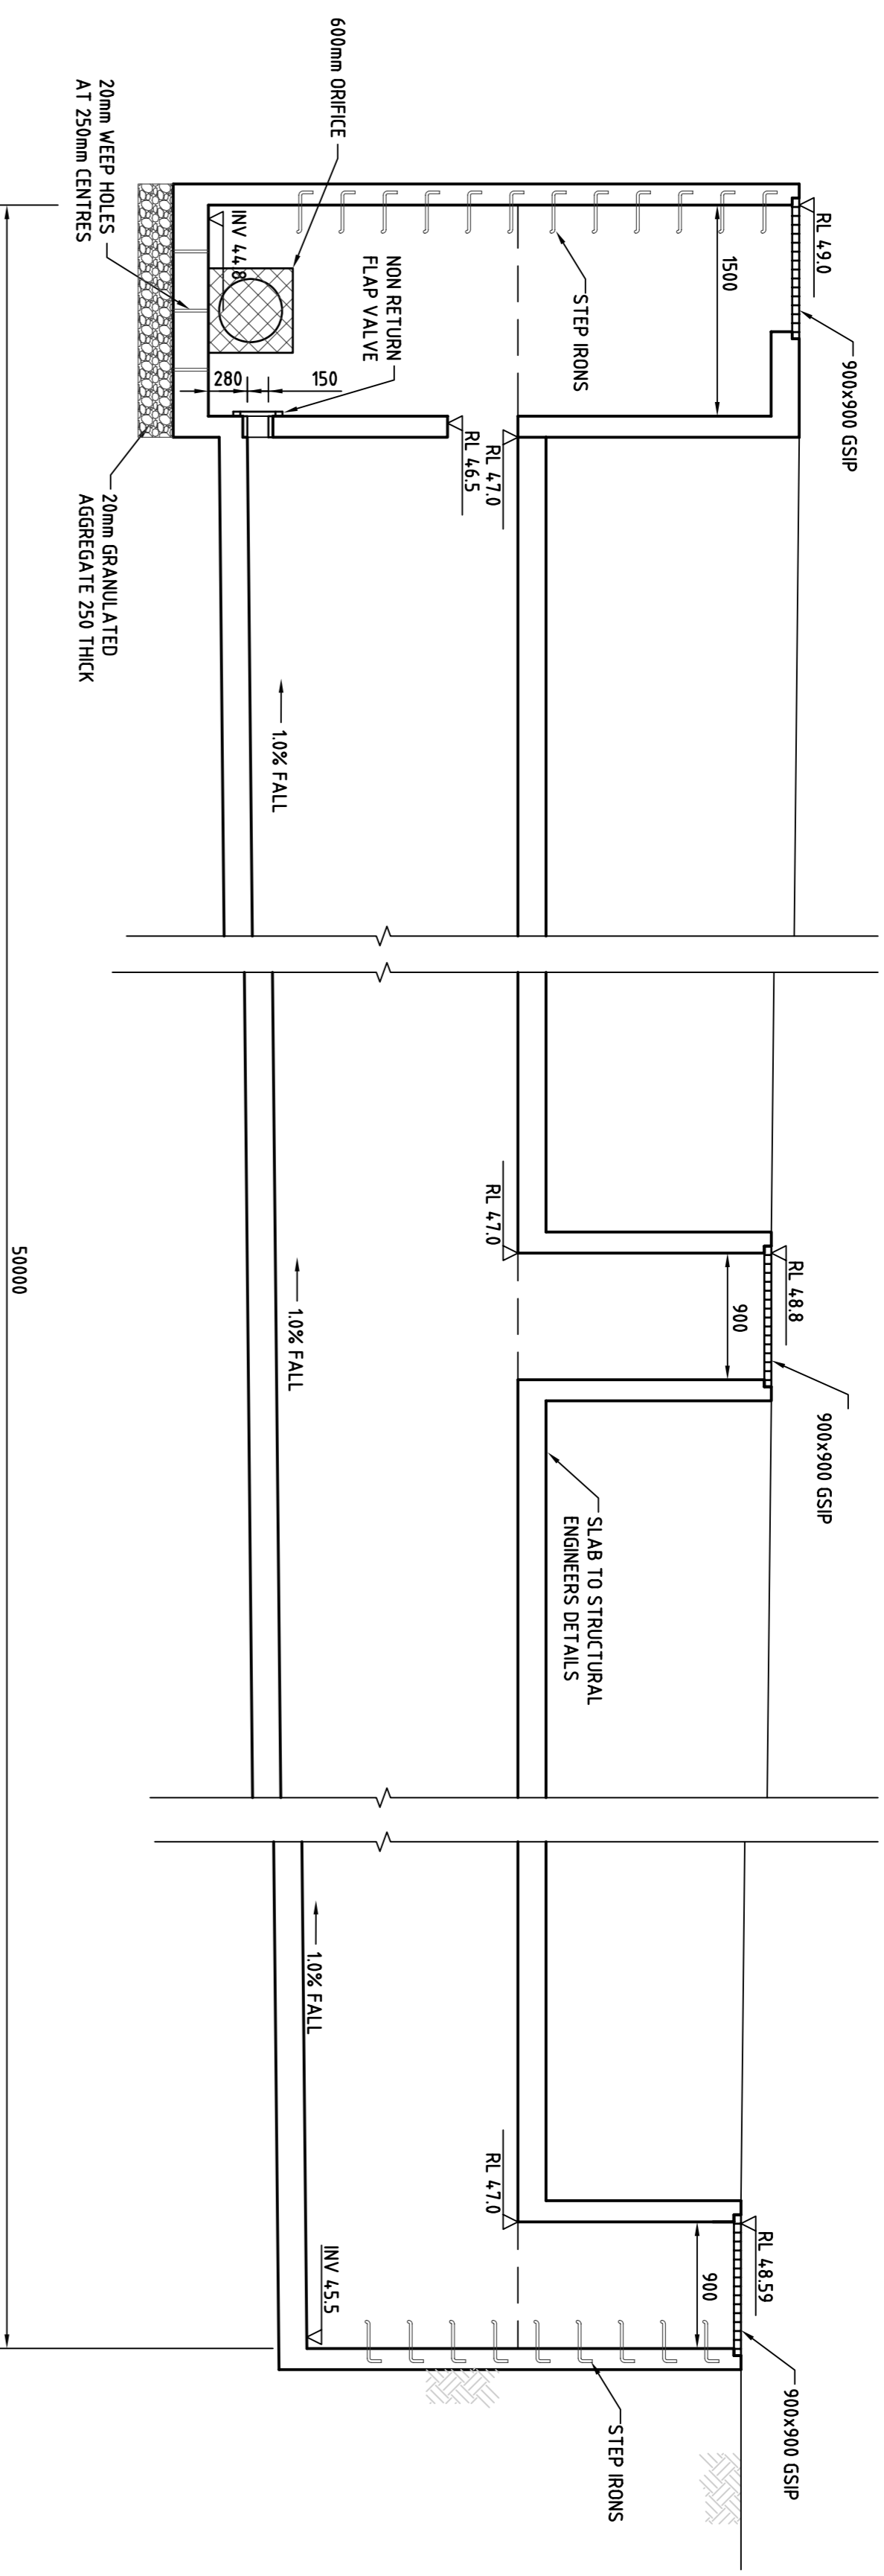 RL 49.0
900x900 GSIP
1500
STEP IRONS
600mm ORIFICE
INV 44.8
NON RETURN
FLAP VALVE
280
150
20mm WEEP HOLES
AT 250mm CENTRES
20mm GRANULATED
AGGREGATE 250 THICK
RL 46.5
RL 47.0
1.0% FALL
RL 48.8
900x900 GSIP
900
RL 47.0
1.0% FALL
SLAB TO STRUCTURAL
ENGINEERS DETAILS
1.0% FALL
RL 48.59
900x900 GSIP
900
RL 47.0
INV 45.5
STEP IRONS
50000